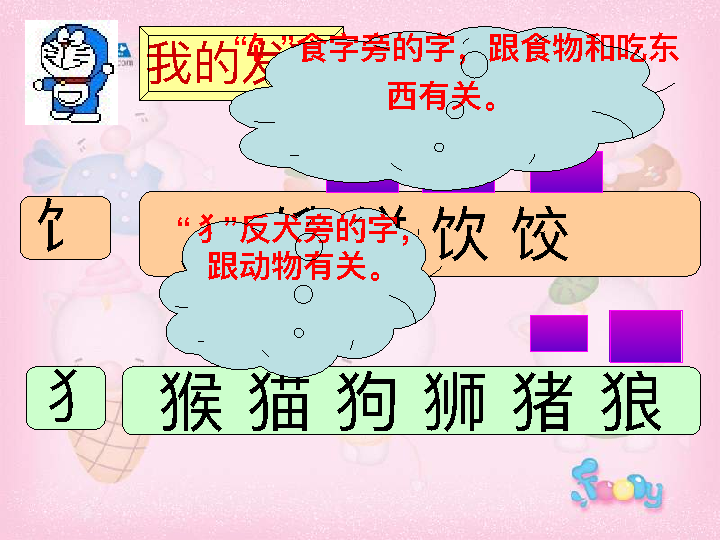 我的发
“饣”食字旁的字，跟食物和吃东
西有关。
饣
饮 饺
“犭”反犬旁的字，
跟动物有关。
犭
猴 猫 狗 狮 猪 狼